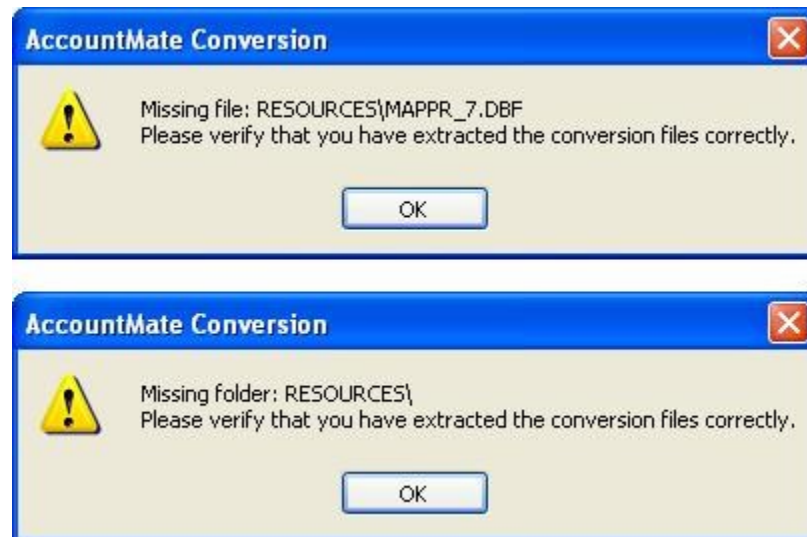 AccountMate Conversion
Missing file: RESOURCES\MAPPR_7.DBF
Please verify that you have extracted the conversion files correctly.
OK
AccountMate Conversion
Missing folder: RESOURCES\
Please verify that you have extracted the conversion files correctly.
OK